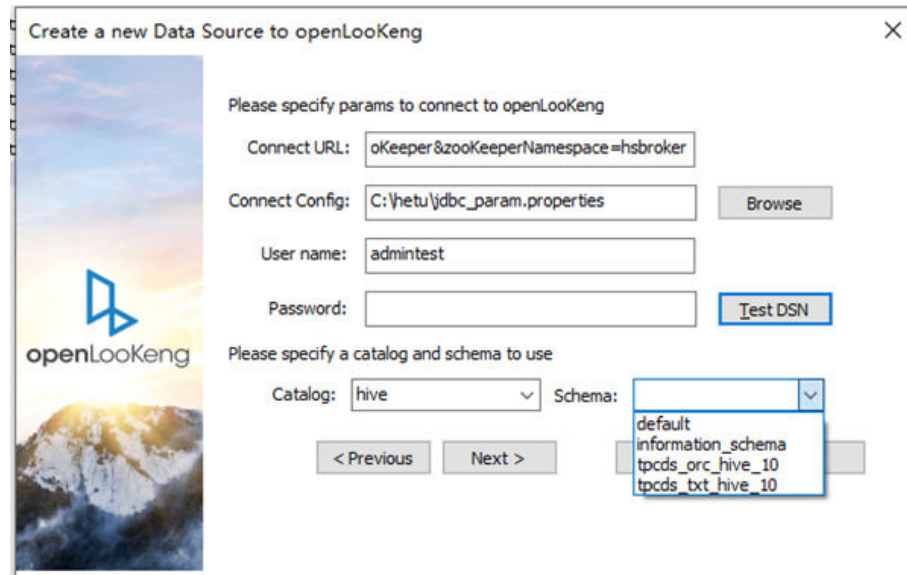 Create a new Data Source to openLooKeng
Please specify params to connect to openLooKeng
Connect URL: oKeeper&zooKeeperNamespace=hsbroker
Connect Config: C:\hetu\jdbc_param.properties Browse
User name: admintest
Password: Test DSN
openLooKeng
Please specify a catalog and schema to use
Catalog: hive Schema:
default
information_schema
tpcds_orc_hive_10
tpcds_txt_hive_10
< Previous Next >